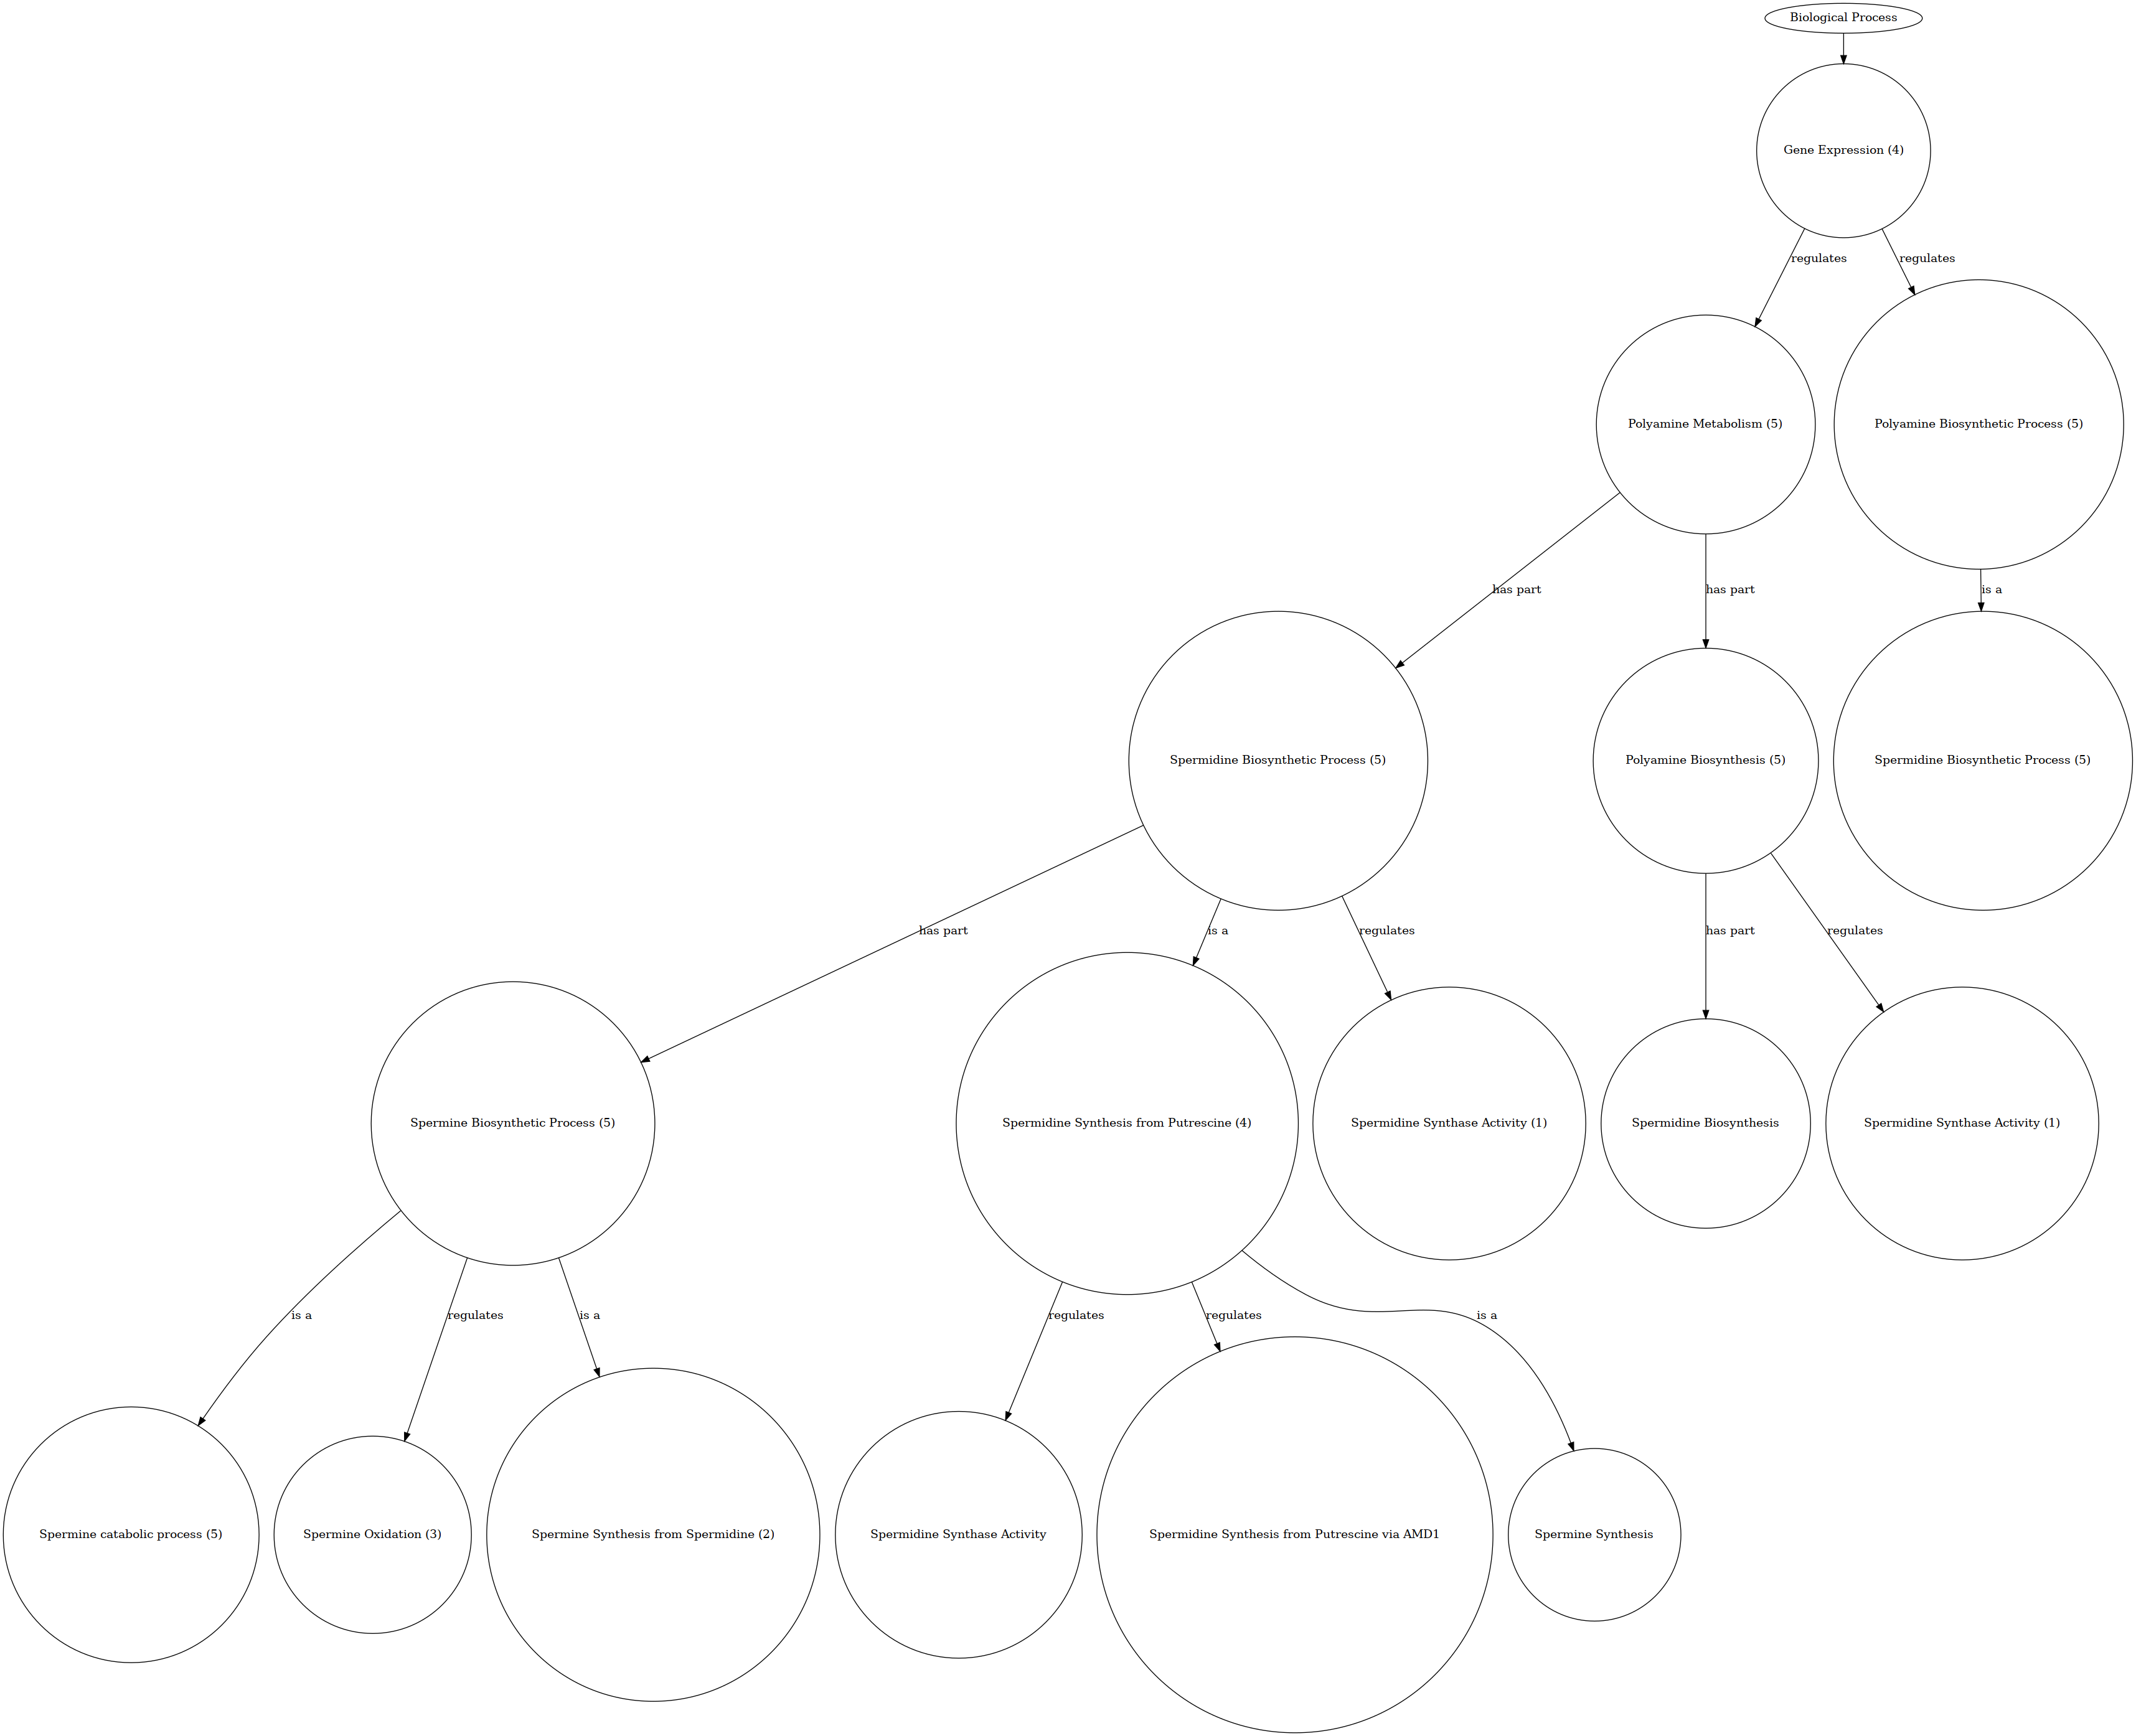 Biological Process
Gene Expression (4)
regulates
regulates
Polyamine Metabolism (5)
Polyamine Biosynthetic Process (5)
has part
has part
is a
Spermidine Biosynthetic Process (5)
Polyamine Biosynthesis (5)
Spermidine Biosynthetic Process (5)
has part
is a
regulates
has part
regulates
Spermine Biosynthetic Process (5)
Spermidine Synthesis from Putrescine (4)
Spermidine Synthase Activity (1)
Spermidine Biosynthesis
Spermidine Synthase Activity (1)
is a
regulates
is a
regulates
regulates
is a
Spermine catabolic process (5)
Spermine Oxidation (3)
Spermine Synthesis from Spermidine (2)
Spermidine Synthase Activity
Spermidine Synthesis from Putrescine via AMD1
Spermine Synthesis